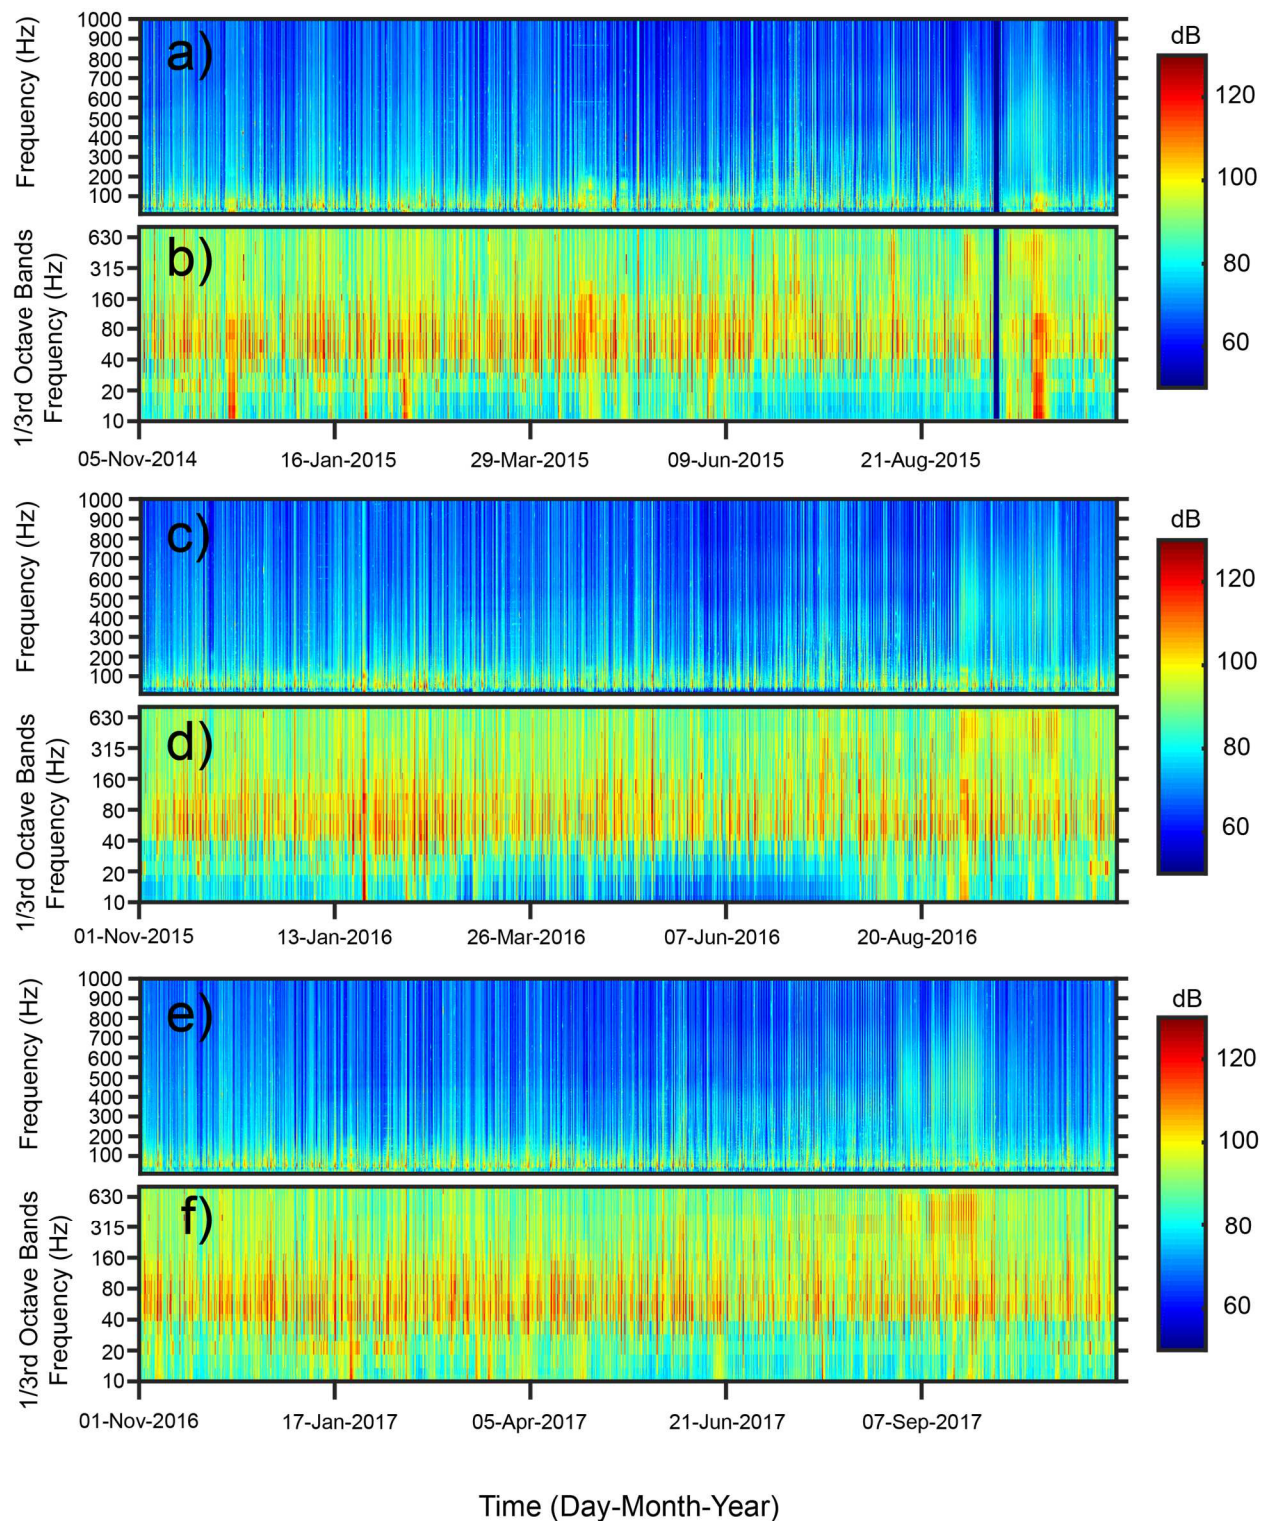 a)
Frequency (Hz)
1000
900
800
700
600
500
400
300
200
100
dB
120
100
80
60
b)
1/3rd Octave Bands
Frequency (Hz)
630
315
160
80
40
20
10
05-Nov-2014
16-Jan-2015
29-Mar-2015
09-Jun-2015
21-Aug-2015
c)
Frequency (Hz)
1000
900
800
700
600
500
400
300
200
100
dB
120
100
80
60
d)
1/3rd Octave Bands
Frequency (Hz)
630
315
160
80
40
20
10
01-Nov-2015
13-Jan-2016
26-Mar-2016
07-Jun-2016
20-Aug-2016
e)
Frequency (Hz)
1000
900
800
700
600
500
400
300
200
100
dB
120
100
80
60
f)
1/3rd Octave Bands
Frequency (Hz)
630
315
160
80
40
20
10
01-Nov-2016
17-Jan-2017
05-Apr-2017
21-Jun-2017
07-Sep-2017
Time (Day-Month-Year)